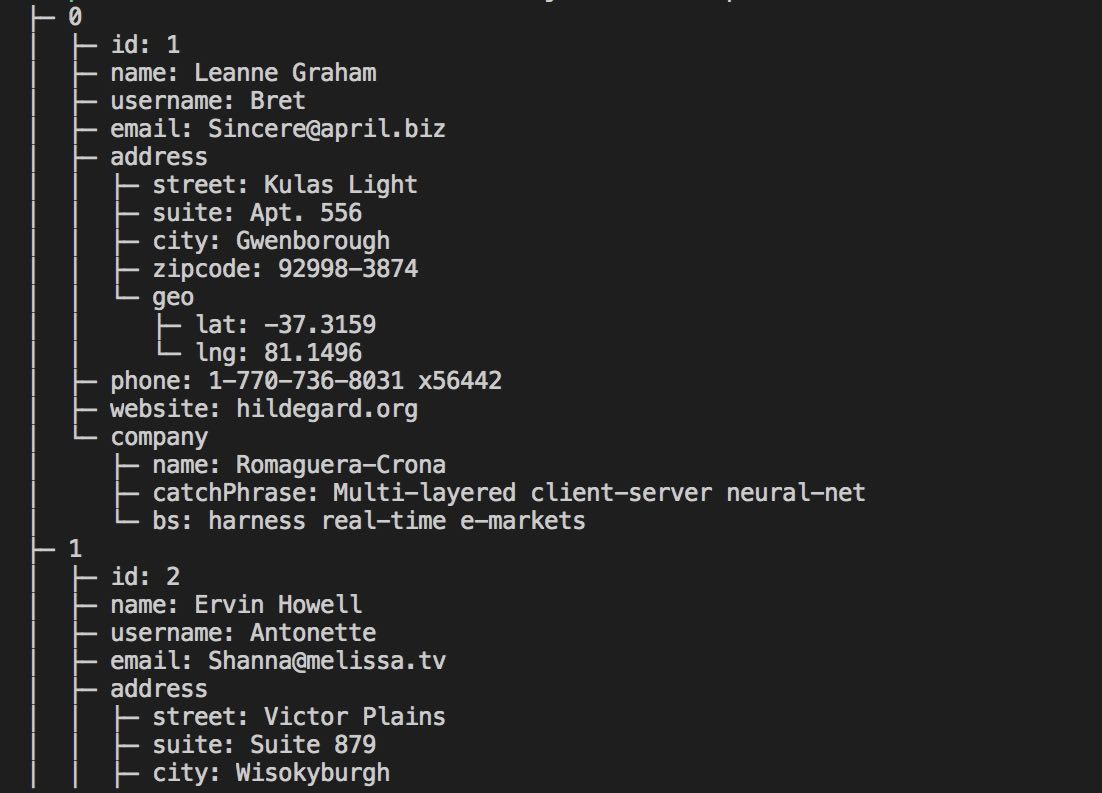 ├─ 0
│  ├─ id: 1
│  ├─ name: Leanne Graham
│  ├─ username: Bret
│  ├─ email: Sincere@april.biz
│  ├─ address
│  │  ├─ street: Kulas Light
│  │  ├─ suite: Apt. 556
│  │  ├─ city: Gwenborough
│  │  ├─ zipcode: 92998-3874
│  │  └─ geo
│  │     ├─ lat: -37.3159
│  │     └─ lng: 81.1496
│  ├─ phone: 1-770-736-8031 x56442
│  ├─ website: hildegard.org
│  └─ company
│     ├─ name: Romaguera-Crona
│     ├─ catchPhrase: Multi-layered client-server neural-net
│     └─ bs: harness real-time e-markets
├─ 1
│  ├─ id: 2
│  ├─ name: Ervin Howell
│  ├─ username: Antonette
│  ├─ email: Shanna@melissa.tv
│  ├─ address
│  │  ├─ street: Victor Plains
│  │  ├─ suite: Suite 879
│  │  ├─ city: Wisokyburgh